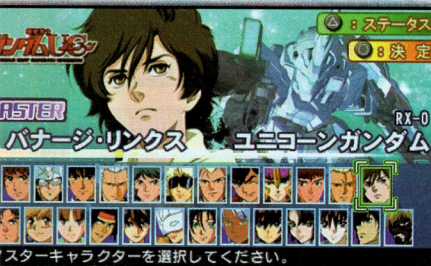 △:ステータス
ガンダムUC
○:決定
ASTER
RX-0
バナージ・リンクス ユニコーンガンダム
スターキャラクターを選択してください。